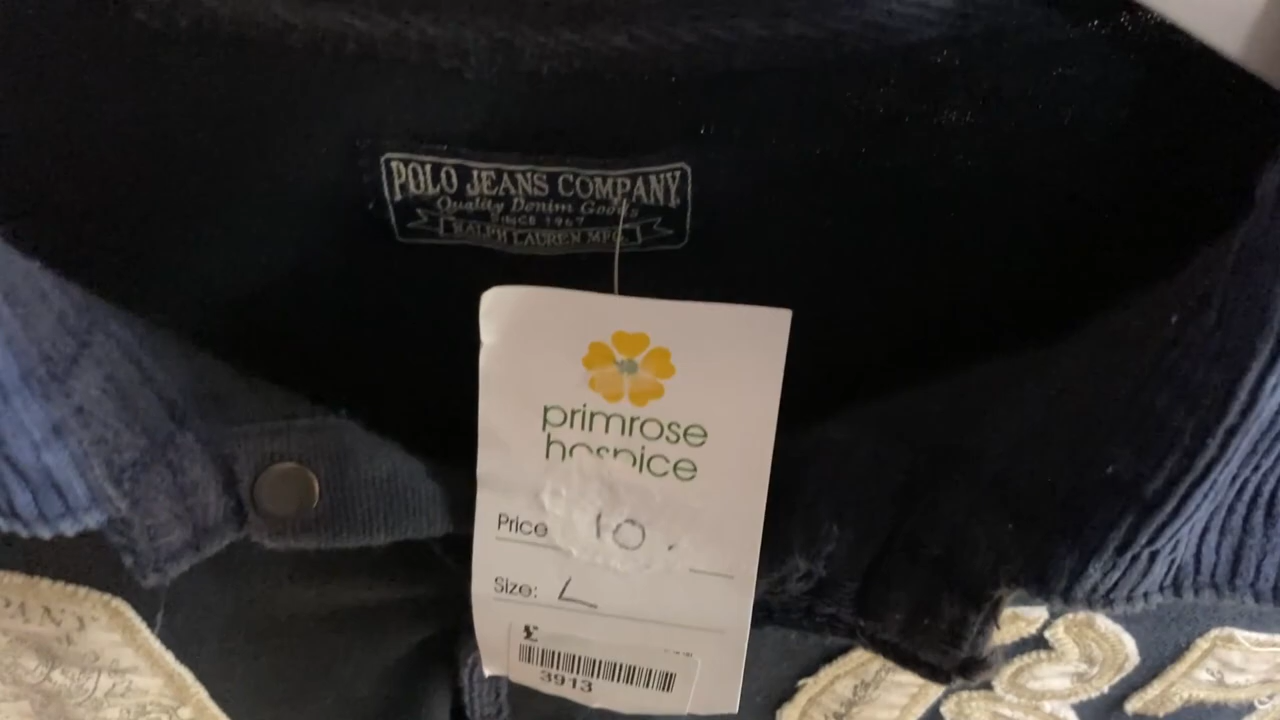 POLO JEANS COMPANY
Quality Denim Goods
SINCE 1967
RALPH LAUREN MFG.
primrose
hospice
Price 10.
Size: L
£
3913